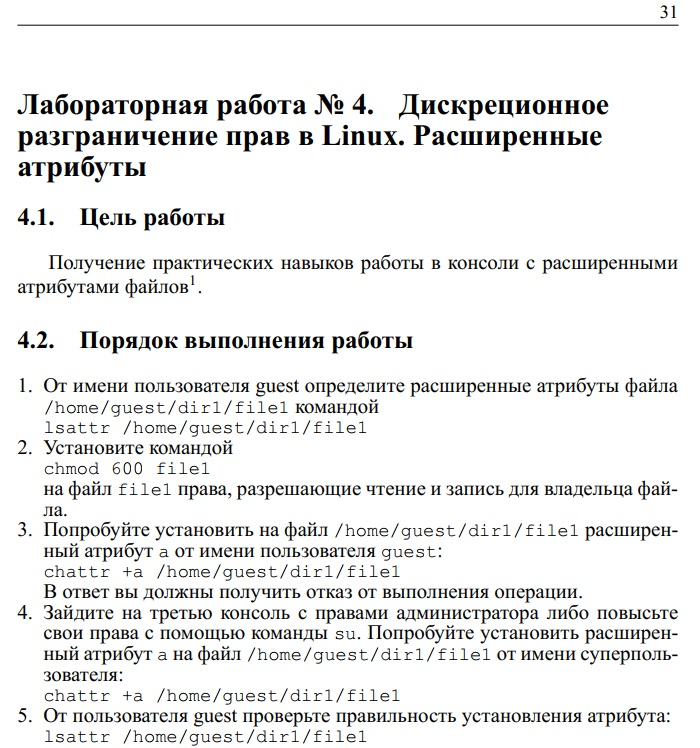 31
Лабораторная работа № 4. Дискреционное
разграничение прав в Linux. Расширенные
атрибуты
4.1. Цель работы
Получение практических навыков работы в консоли с расширенными
атрибутами файлов1.
4.2. Порядок выполнения работы
1. От имени пользователя guest определите расширенные атрибуты файла
/home/guest/dir1/file1 командой
lsattr /home/guest/dir1/file1
2. Установите командой
chmod 600 file1
на файл file1 права, разрешающие чтение и запись для владельца фай-
ла.
3. Попробуйте установить на файл /home/guest/dir1/file1 расширен-
ный атрибут a от имени пользователя guest:
chattr +a /home/guest/dir1/file1
В ответ вы должны получить отказ от выполнения операции.
4. Зайдите на третью консоль с правами администратора либо повысьте
свои права с помощью команды su. Попробуйте установить расширен-
ный атрибут a на файл /home/guest/dir1/file1 от имени суперполь-
зователя:
chattr +a /home/guest/dir1/file1
5. От пользователя guest проверьте правильность установления атрибута:
lsattr /home/guest/dir1/file1